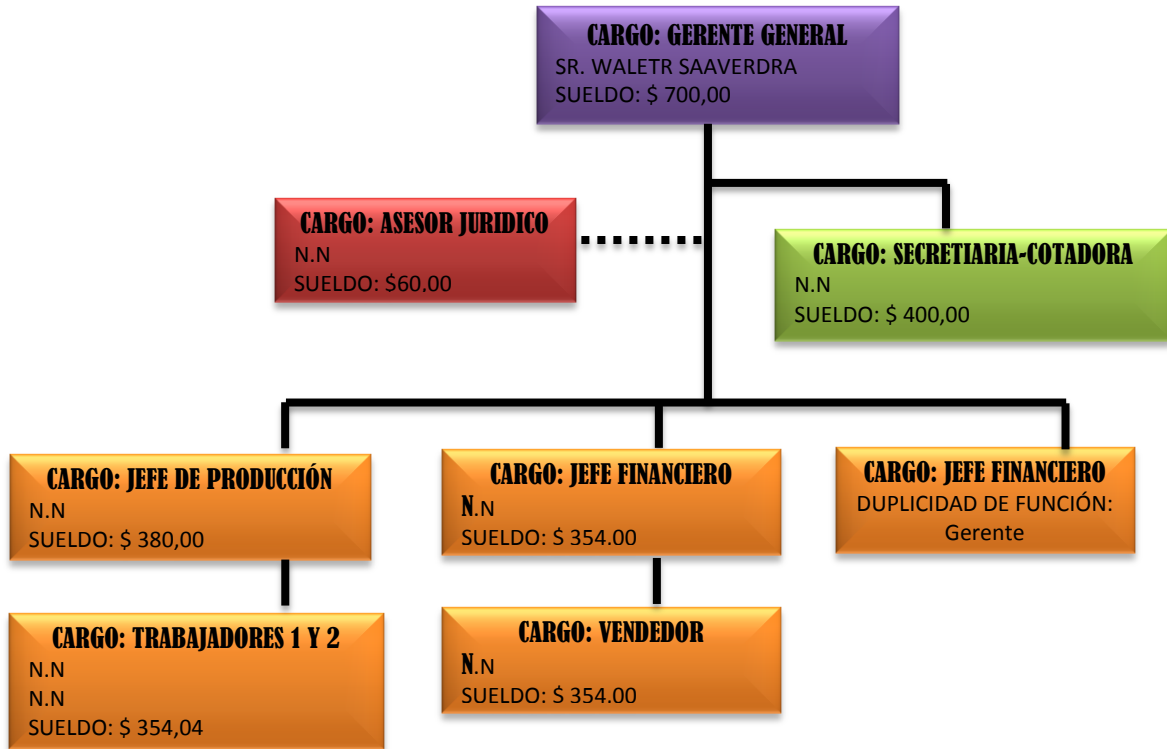 CARGO: GERENTE GENERAL
SR. WALETR SAAVERDRA
SUELDO: $ 700,00
CARGO: ASESOR JURIDICO
N.N
SUELDO: $60,00
CARGO: SECRETIARIA-COTADORA
N.N
SUELDO: $ 400,00
CARGO: JEFE DE PRODUCCIÓN
N.N
SUELDO: $ 380,00
CARGO: JEFE FINANCIERO
N.N
SUELDO: $ 354.00
CARGO: JEFE FINANCIERO
DUPLICIDAD DE FUNCIÓN:
Gerente
CARGO: TRABAJADORES 1 Y 2
N.N
N.N
SUELDO: $ 354,04
CARGO: VENDEDOR
N.N
SUELDO: $ 354.00